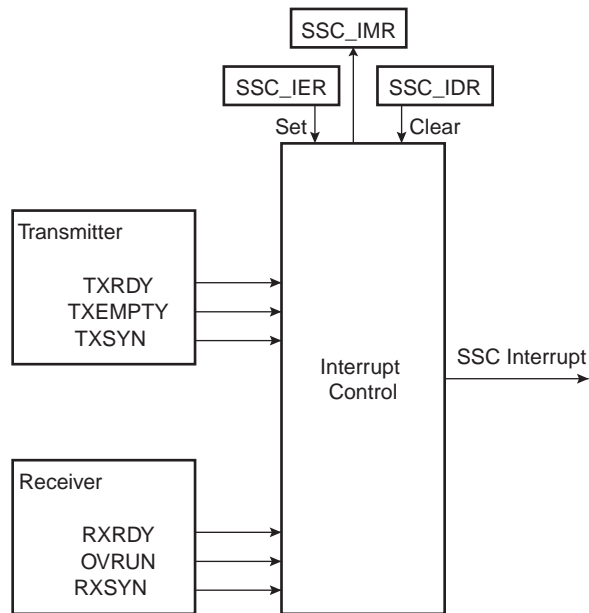 SSC_IMR
SSC_IER
SSC_IDR
Set
Clear
Transmitter
TXRDY
TXEMPTY
TXSYN
Interrupt
Control
SSC Interrupt
Receiver
RXRDY
OVRUN
RXSYN